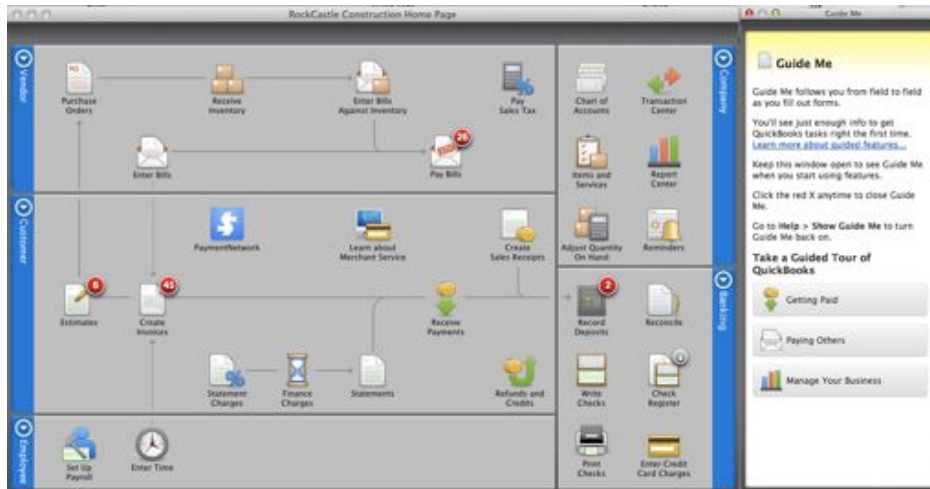 RockCastle Construction Home Page
Vendor
PO
Purchase
Orders
Receive
Inventory
Enter Bills
Against Inventory
Pay
Sales Tax
Enter Bills
26
Pay Bills
Customer
PaymentNetwork
Learn about
Merchant Service
Create
Sales Receipts
6
Estimates
45
Create
Invoices
Receive
Payments
Statement
Charges
Finance
Charges
Statements
Refunds and
Credits
Employee
Set Up
Payroll
Enter Time
Company
Chart of
Accounts
Transaction
Center
Items and
Services
Report
Center
Adjust Quantity
On Hand
Reminders
Banking
2
Record
Deposits
Reconcile
Write
Checks
Check
Register
Print
Checks
Enter Credit
Card Charges
Guide Me
Guide Me
Guide Me follows you from field to field
as you fill out forms.
You'll see just enough info to get
QuickBooks tasks right the first time.
Learn more about guided features...
Keep this window open to see Guide Me
when you start using features.
Click the red X anytime to close Guide
Me.
Go to Help > Show Guide Me to turn
Guide Me back on.
Take a Guided Tour of
QuickBooks
Getting Paid
Paying Others
Manage Your Business